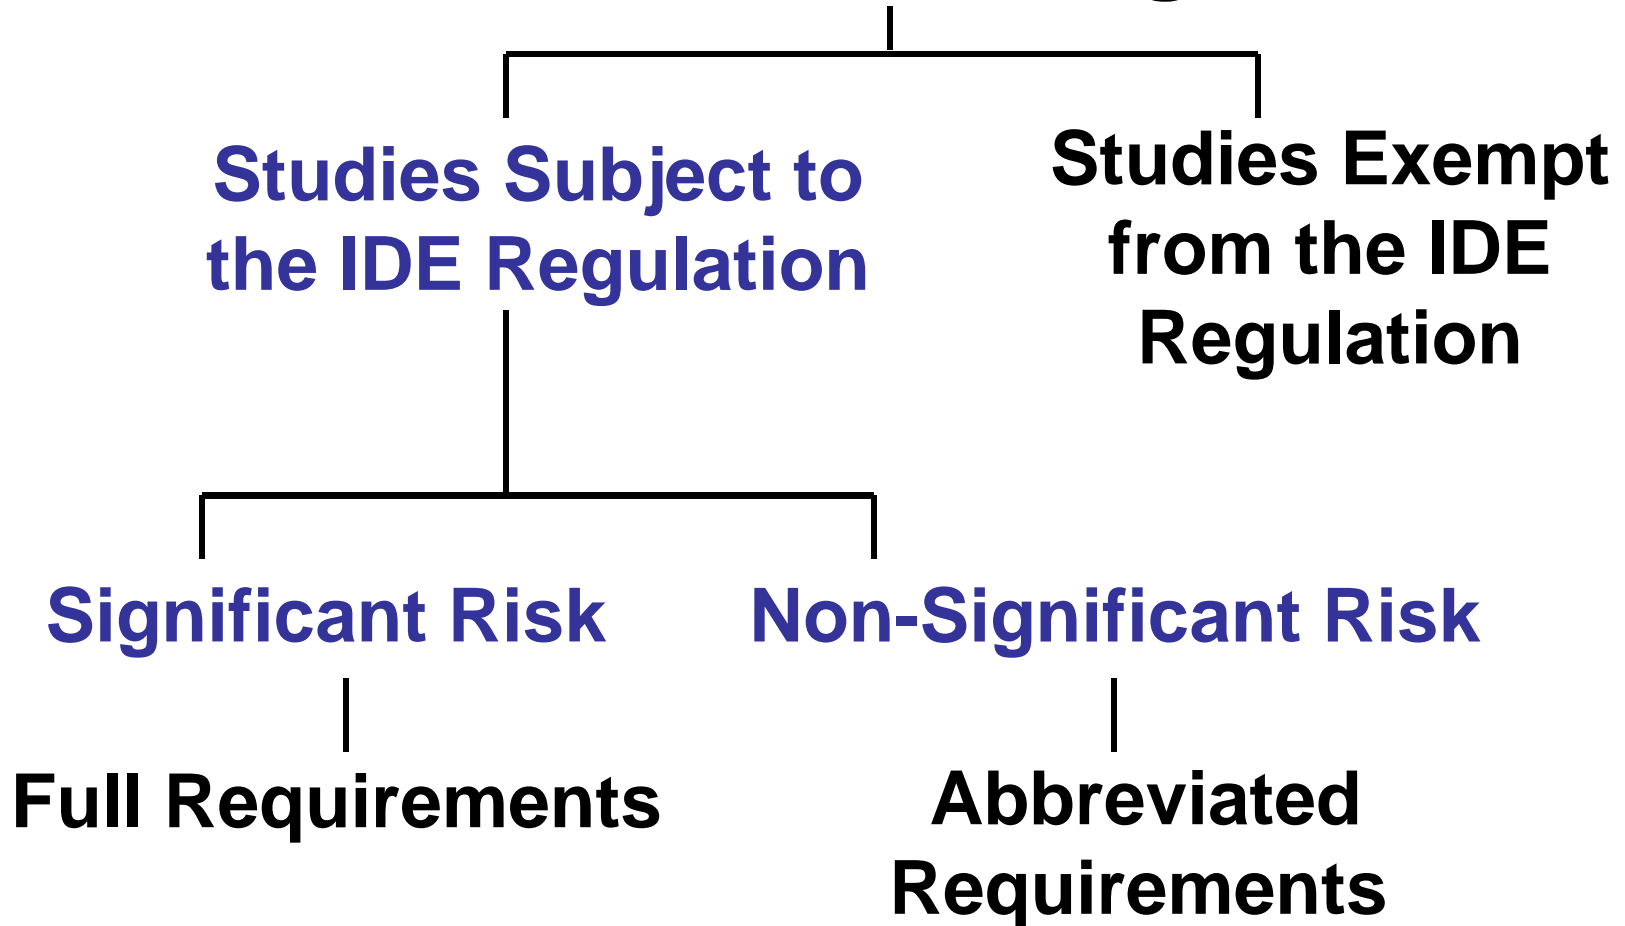 Studies Subject to
the IDE Regulation
Studies Exempt
from the IDE
Regulation
Significant Risk
Non-Significant Risk
Full Requirements
Abbreviated
Requirements